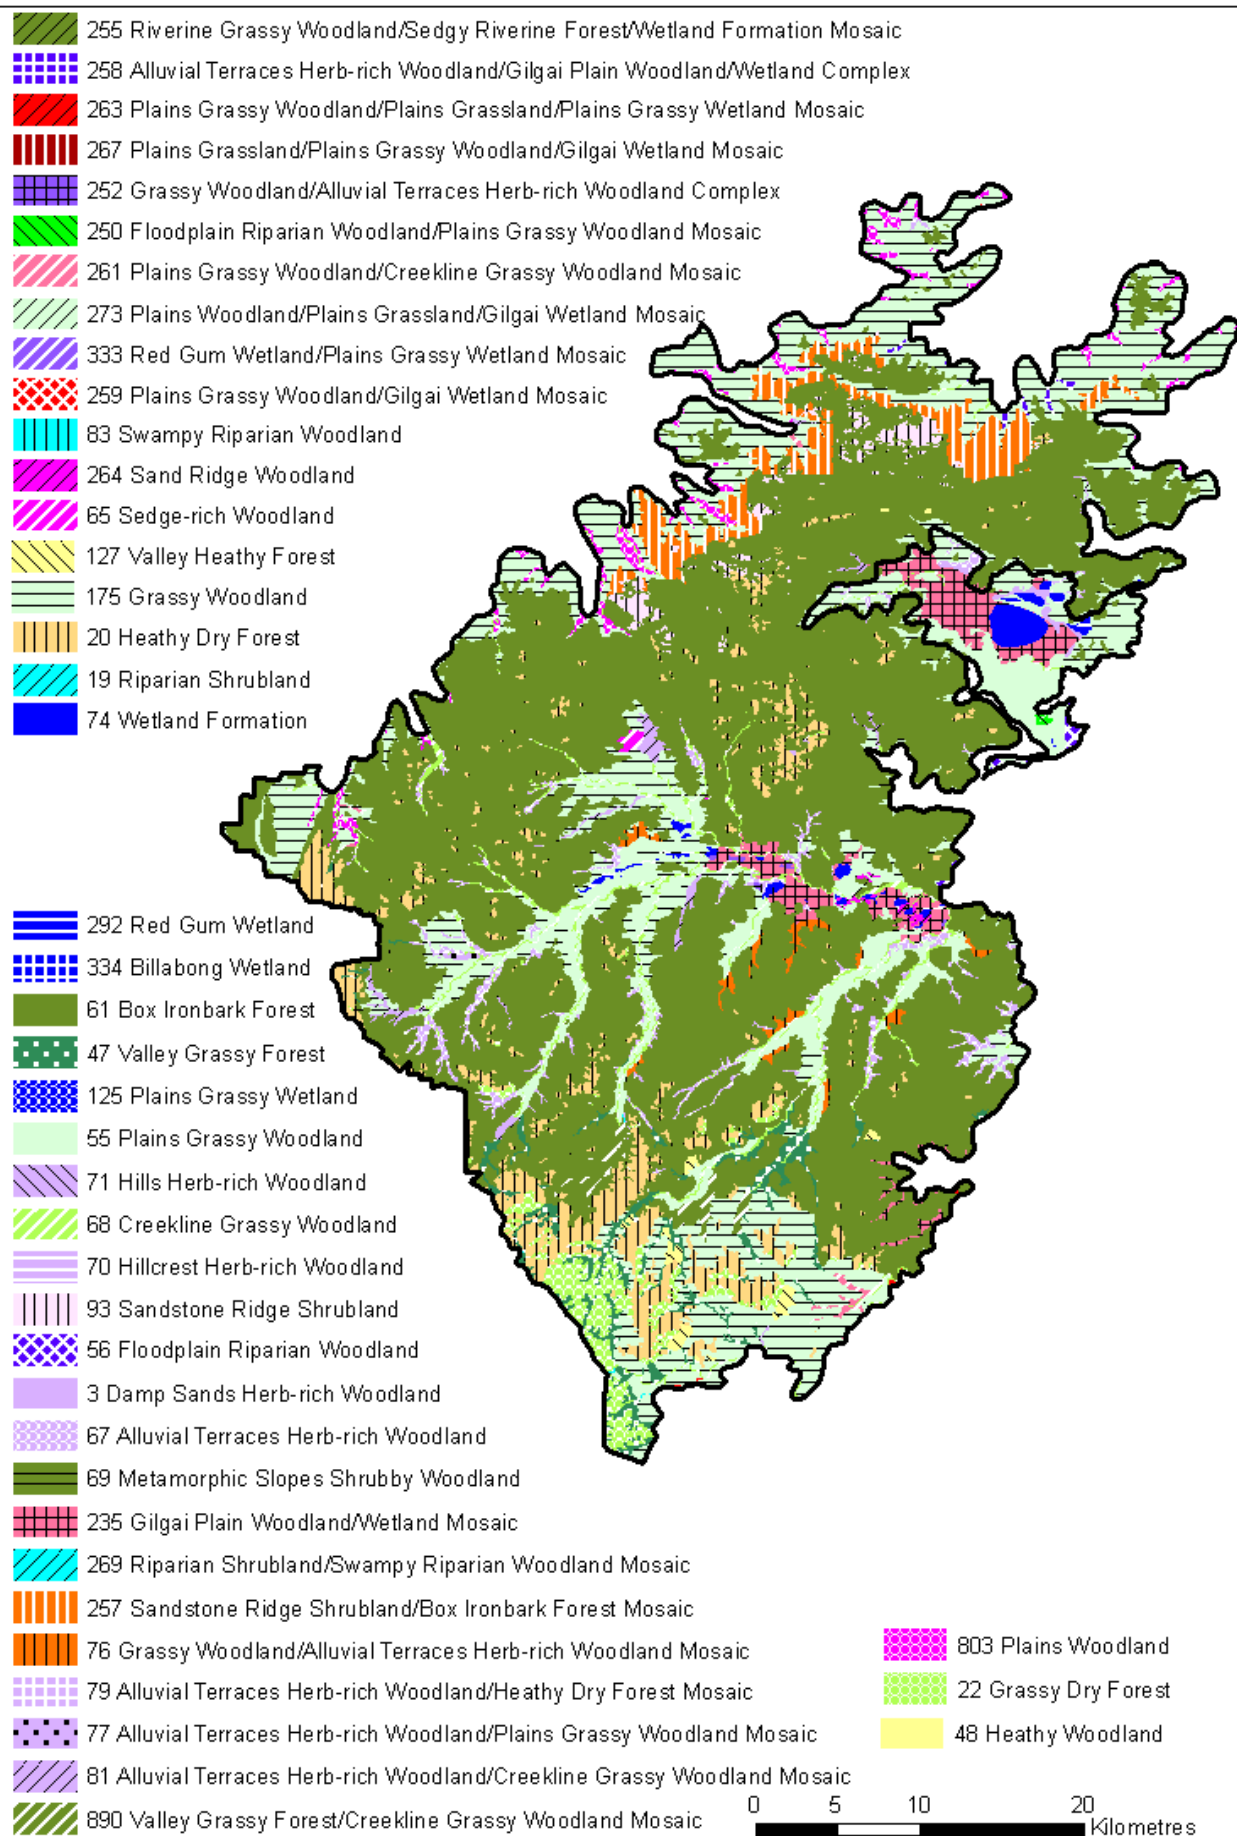 255 Riverine Grassy Woodland/Sedgy Riverine Forest/Wetland Formation Mosaic
258 Alluvial Terraces Herb-rich Woodland/Gilgai Plain Woodland/Wetland Complex
263 Plains Grassy Woodland/Plains Grassland/Plains Grassy Wetland Mosaic
267 Plains Grassland/Plains Grassy Woodland/Gilgai Wetland Mosaic
252 Grassy Woodland/Alluvial Terraces Herb-rich Woodland Complex
250 Floodplain Riparian Woodland/Plains Grassy Woodland Mosaic
261 Plains Grassy Woodland/Creekline Grassy Woodland Mosaic
273 Plains Woodland/Plains Grassland/Gilgai Wetland Mosaic
333 Red Gum Wetland/Plains Grassy Wetland Mosaic
259 Plains Grassy Woodland/Gilgai Wetland Mosaic
83 Swampy Riparian Woodland
264 Sand Ridge Woodland
65 Sedge-rich Woodland
127 Valley Heathy Forest
175 Grassy Woodland
20 Heathy Dry Forest
19 Riparian Shrubland
74 Wetland Formation
292 Red Gum Wetland
334 Billabong Wetland
61 Box Ironbark Forest
47 Valley Grassy Forest
125 Plains Grassy Wetland
55 Plains Grassy Woodland
71 Hills Herb-rich Woodland
68 Creekline Grassy Woodland
70 Hillcrest Herb-rich Woodland
93 Sandstone Ridge Shrubland
56 Floodplain Riparian Woodland
3 Damp Sands Herb-rich Woodland
67 Alluvial Terraces Herb-rich Woodland
69 Metamorphic Slopes Shrubby Woodland
235 Gilgai Plain Woodland/Wetland Mosaic
269 Riparian Shrubland/Swampy Riparian Woodland Mosaic
257 Sandstone Ridge Shrubland/Box Ironbark Forest Mosaic
76 Grassy Woodland/Alluvial Terraces Herb-rich Woodland Mosaic
79 Alluvial Terraces Herb-rich Woodland/Heathy Dry Forest Mosaic
77 Alluvial Terraces Herb-rich Woodland/Plains Grassy Woodland Mosaic
81 Alluvial Terraces Herb-rich Woodland/Creekline Grassy Woodland Mosaic
890 Valley Grassy Forest/Creekline Grassy Woodland Mosaic
803 Plains Woodland
22 Grassy Dry Forest
48 Heathy Woodland
0 5 10 20
Kilometres